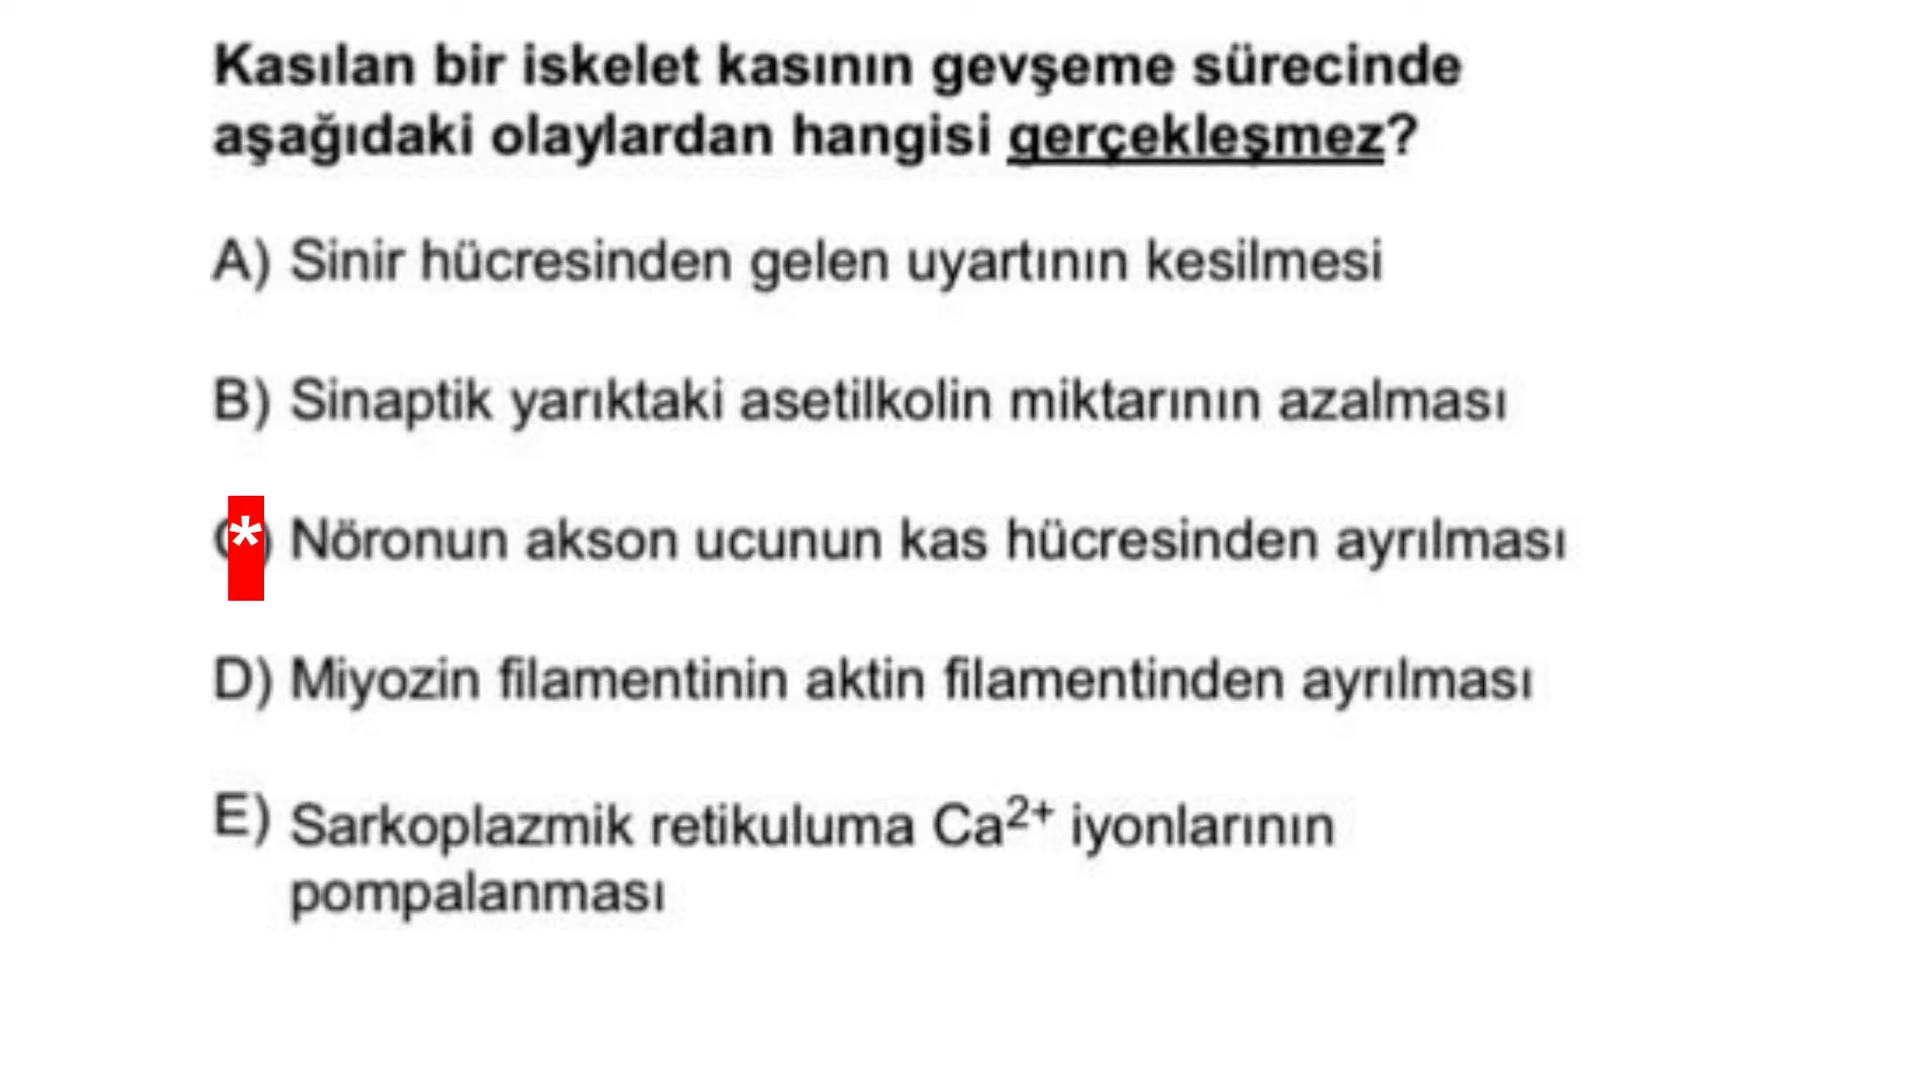 Kasılan bir iskelet kasının gevşeme sürecinde
aşağıdaki olaylardan hangisi gerçekleşmez?
A) Sinir hücresinden gelen uyartının kesilmesi
B) Sinaptik yarıktaki asetilkolin miktarının azalması
* Nöronun akson ucunun kas hücresinden ayrılması
D) Miyozin filamentinin aktin filamentinden ayrılması
E) Sarkoplazmik retikuluma Ca²⁺ iyonlarının
pompalanması